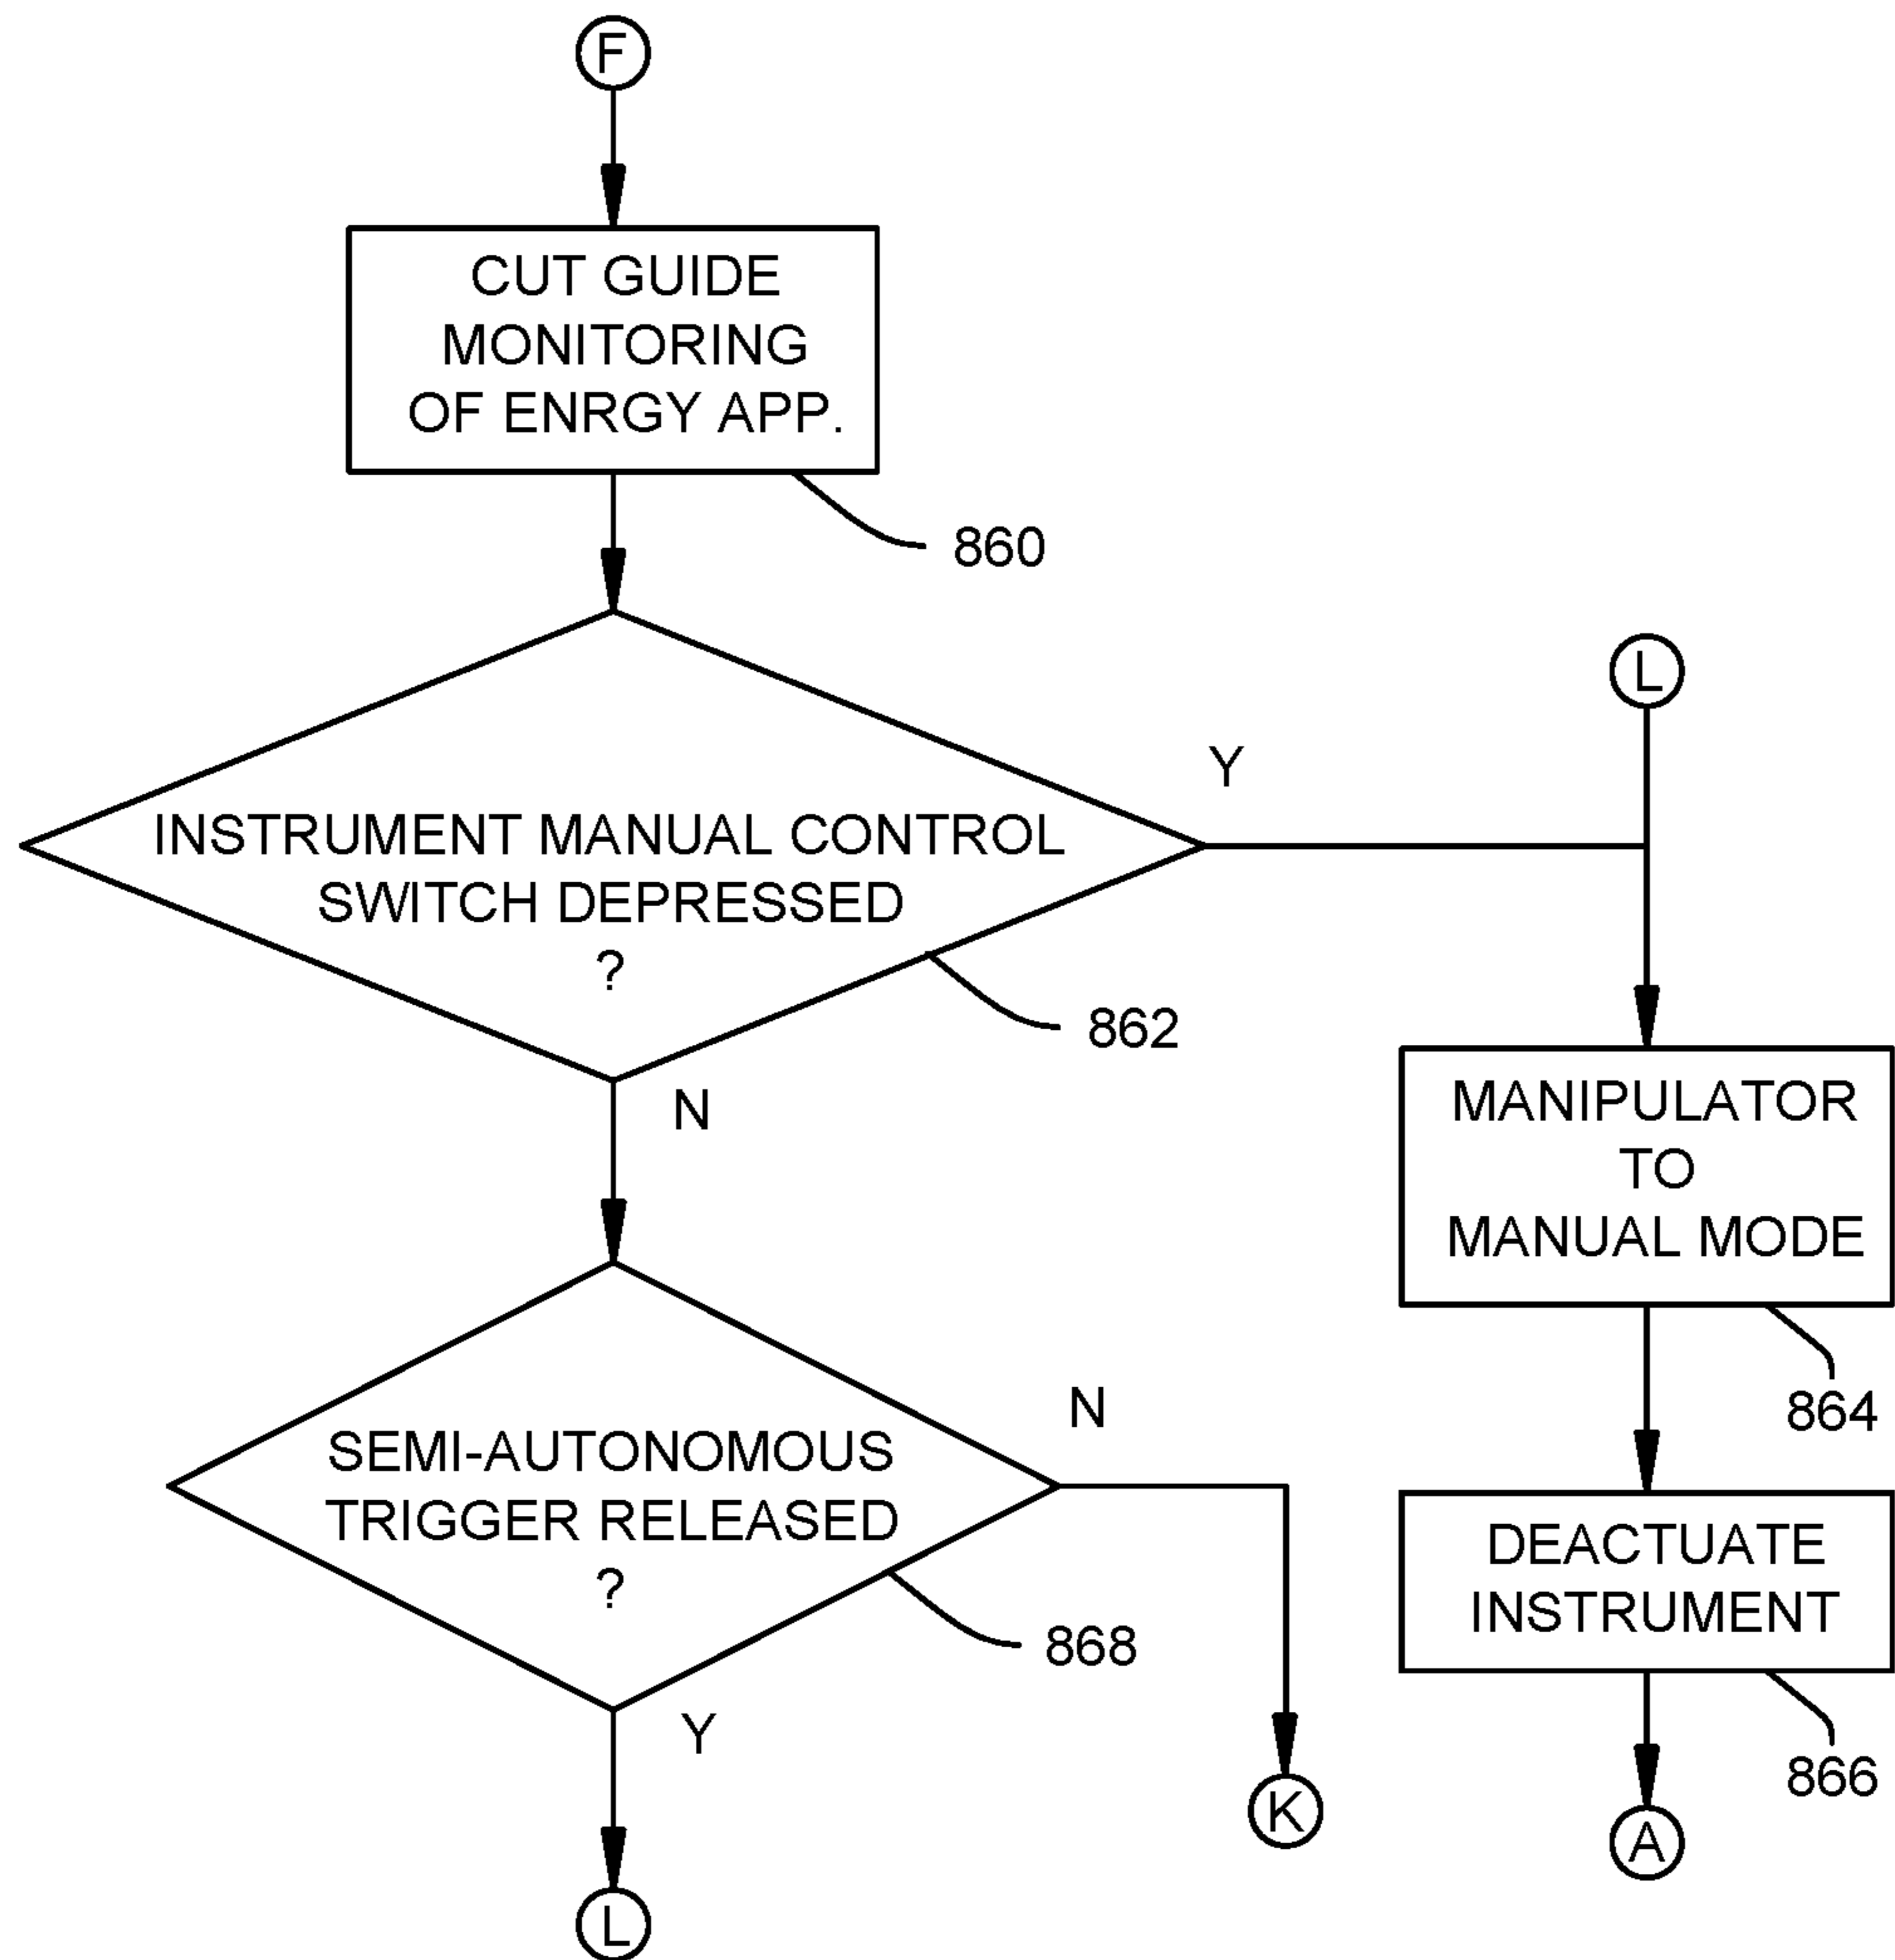 F
CUT GUIDE
MONITORING
OF ENRGY APP.
860
L
Y
INSTRUMENT MANUAL CONTROL
SWITCH DEPRESSED
?
862
N
MANIPULATOR
TO
MANUAL MODE
864
N
SEMI-AUTONOMOUS
TRIGGER RELEASED
?
868
Y
DEACTUATE
INSTRUMENT
866
K
A
L